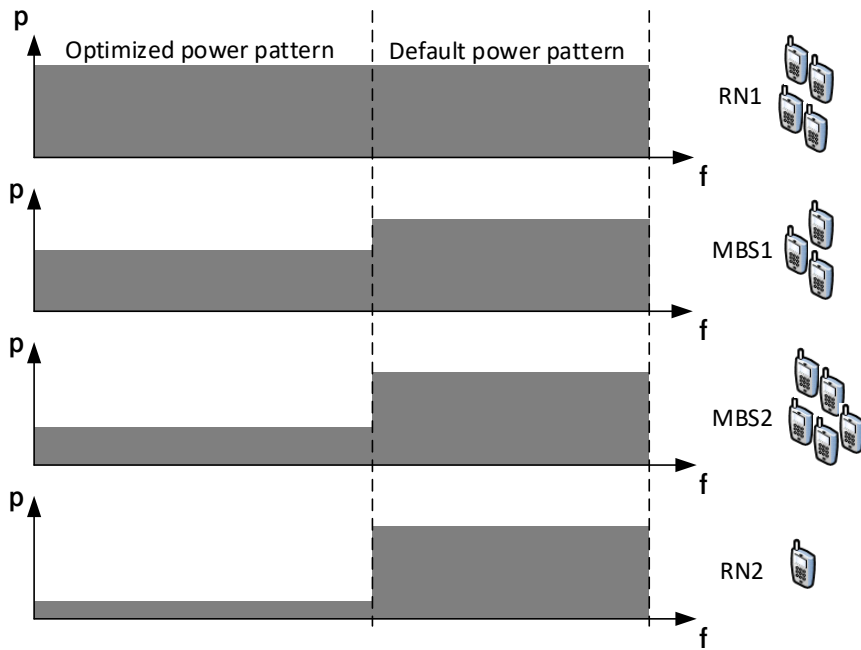 p
Optimized power pattern
Default power pattern
RN1
f
p
MBS1
f
p
MBS2
f
p
RN2
f